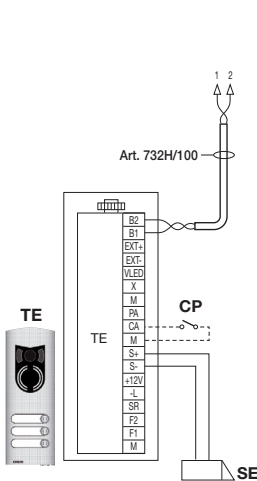 1 2
Art. 732H/100
B2
B1
EXT+
EXT-
VLED
X
M
PA
CA
M
S+
S-
+12V
-L
SR
F2
F1
M
TE
TE
CP
SE